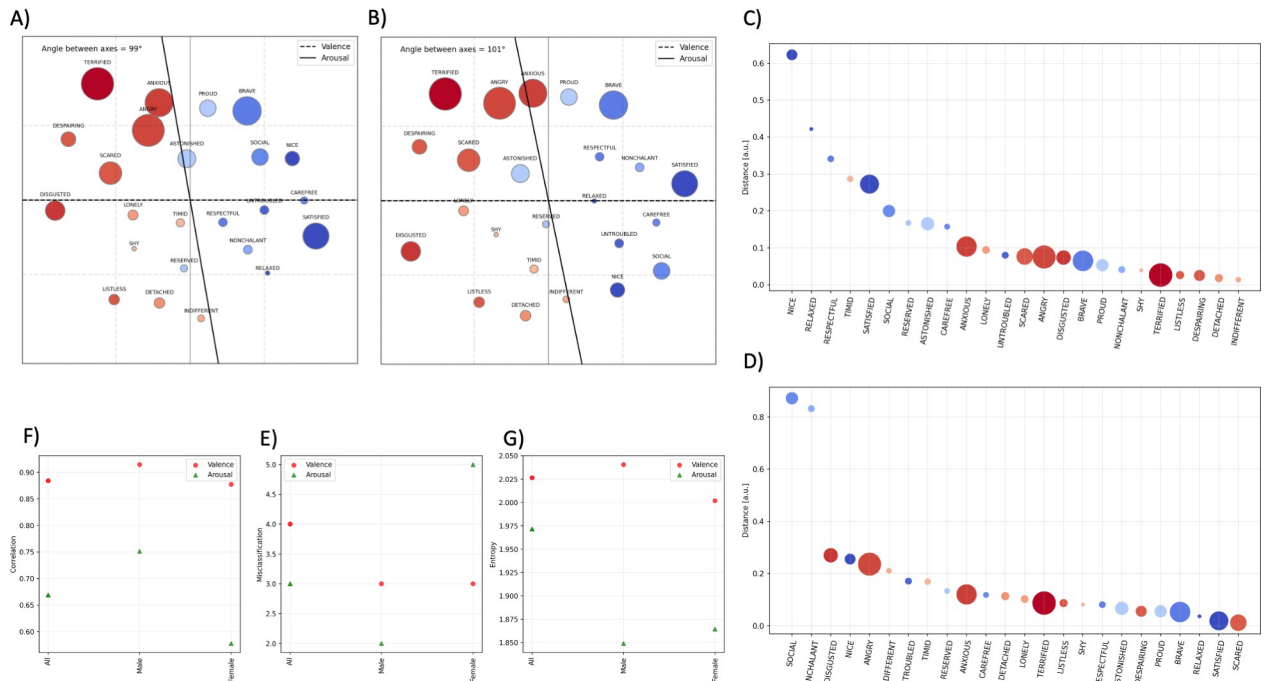 A)
Angle between axes = 99°
Valence
Arousal
TERRIFIED
ANXIOUS
PROUD
BRAVE
ANGRY
DESPAIRING
ASTONISHED
SOCIAL
NICE
SCARED
DISGUSTED
CAREFREE
LONELY
TIMID
RESPECTFUL
UNTROUBLED
SATISFIED
SHY
NONCHALANT
RESERVED
RELAXED
LISTLESS
DETACHED
INDIFFERENT
B)
Angle between axes = 101°
Valence
Arousal
TERRIFIED
ANGRY
ANXIOUS
PROUD
BRAVE
DESPAIRING
SCARED
RESPECTFUL
ASTONISHED
NONCHALANT
SATISFIED
RELAXED
LONELY
RESERVED
CAREFREE
SHY
DISGUSTED
UNTROUBLED
TIMID
SOCIAL
NICE
LISTLESS
INDIFFERENT
DETACHED
C)
Distance [a.u.]
0.6
0.5
0.4
0.3
0.2
0.1
0.0
NICE
RELAXED
RESPECTFUL
TIMID
SATISFIED
SOCIAL
RESERVED
ASTONISHED
CAREFREE
ANXIOUS
LONELY
UNTROUBLED
SCARED
ANGRY
DISGUSTED
BRAVE
PROUD
NONCHALANT
SHY
TERRIFIED
LISTLESS
DESPAIRING
DETACHED
INDIFFERENT
D)
Distance [a.u.]
0.8
0.6
0.4
0.2
0.0
SOCIAL
NCHALANT
DISGUSTED
NICE
ANGRY
DIFFERENT
TROUBLED
TIMID
RESERVED
ANXIOUS
CAREFREE
DETACHED
LONELY
TERRIFIED
LISTLESS
SHY
ESPECTFUL
STONISHED
ESPAIRING
PROUD
BRAVE
RELAXED
SATISFIED
SCARED
F)
Valence
Arousal
Correlation
0.90
0.85
0.80
0.75
0.70
0.65
0.60
All
Male
Female
E)
Valence
Arousal
Misclassification
5.0
4.5
4.0
3.5
3.0
2.5
2.0
All
Male
Female
G)
Valence
Arousal
Entropy
2.050
2.025
2.000
1.975
1.950
1.925
1.900
1.875
1.850
All
Male
Female